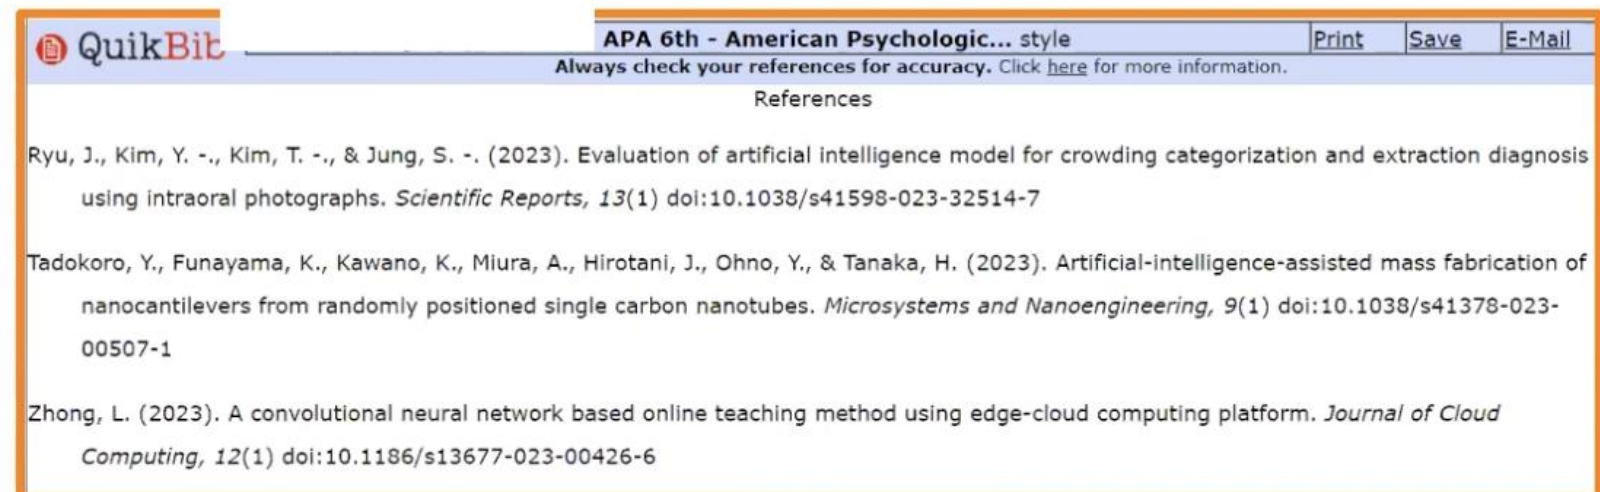 QuikBib
APA 6th - American Psychologic... style
Print Save E-Mail
Always check your references for accuracy. Click here for more information.
References
Ryu, J., Kim, Y. -., Kim, T. -., & Jung, S. -. (2023). Evaluation of artificial intelligence model for crowding categorization and extraction diagnosis
using intraoral photographs. Scientific Reports, 13(1) doi:10.1038/s41598-023-32514-7
Tadokoro, Y., Funayama, K., Kawano, K., Miura, A., Hirotani, J., Ohno, Y., & Tanaka, H. (2023). Artificial-intelligence-assisted mass fabrication of
nanocantilevers from randomly positioned single carbon nanotubes. Microsystems and Nanoengineering, 9(1) doi:10.1038/s41378-023-
00507-1
Zhong, L. (2023). A convolutional neural network based online teaching method using edge-cloud computing platform. Journal of Cloud
Computing, 12(1) doi:10.1186/s13677-023-00426-6